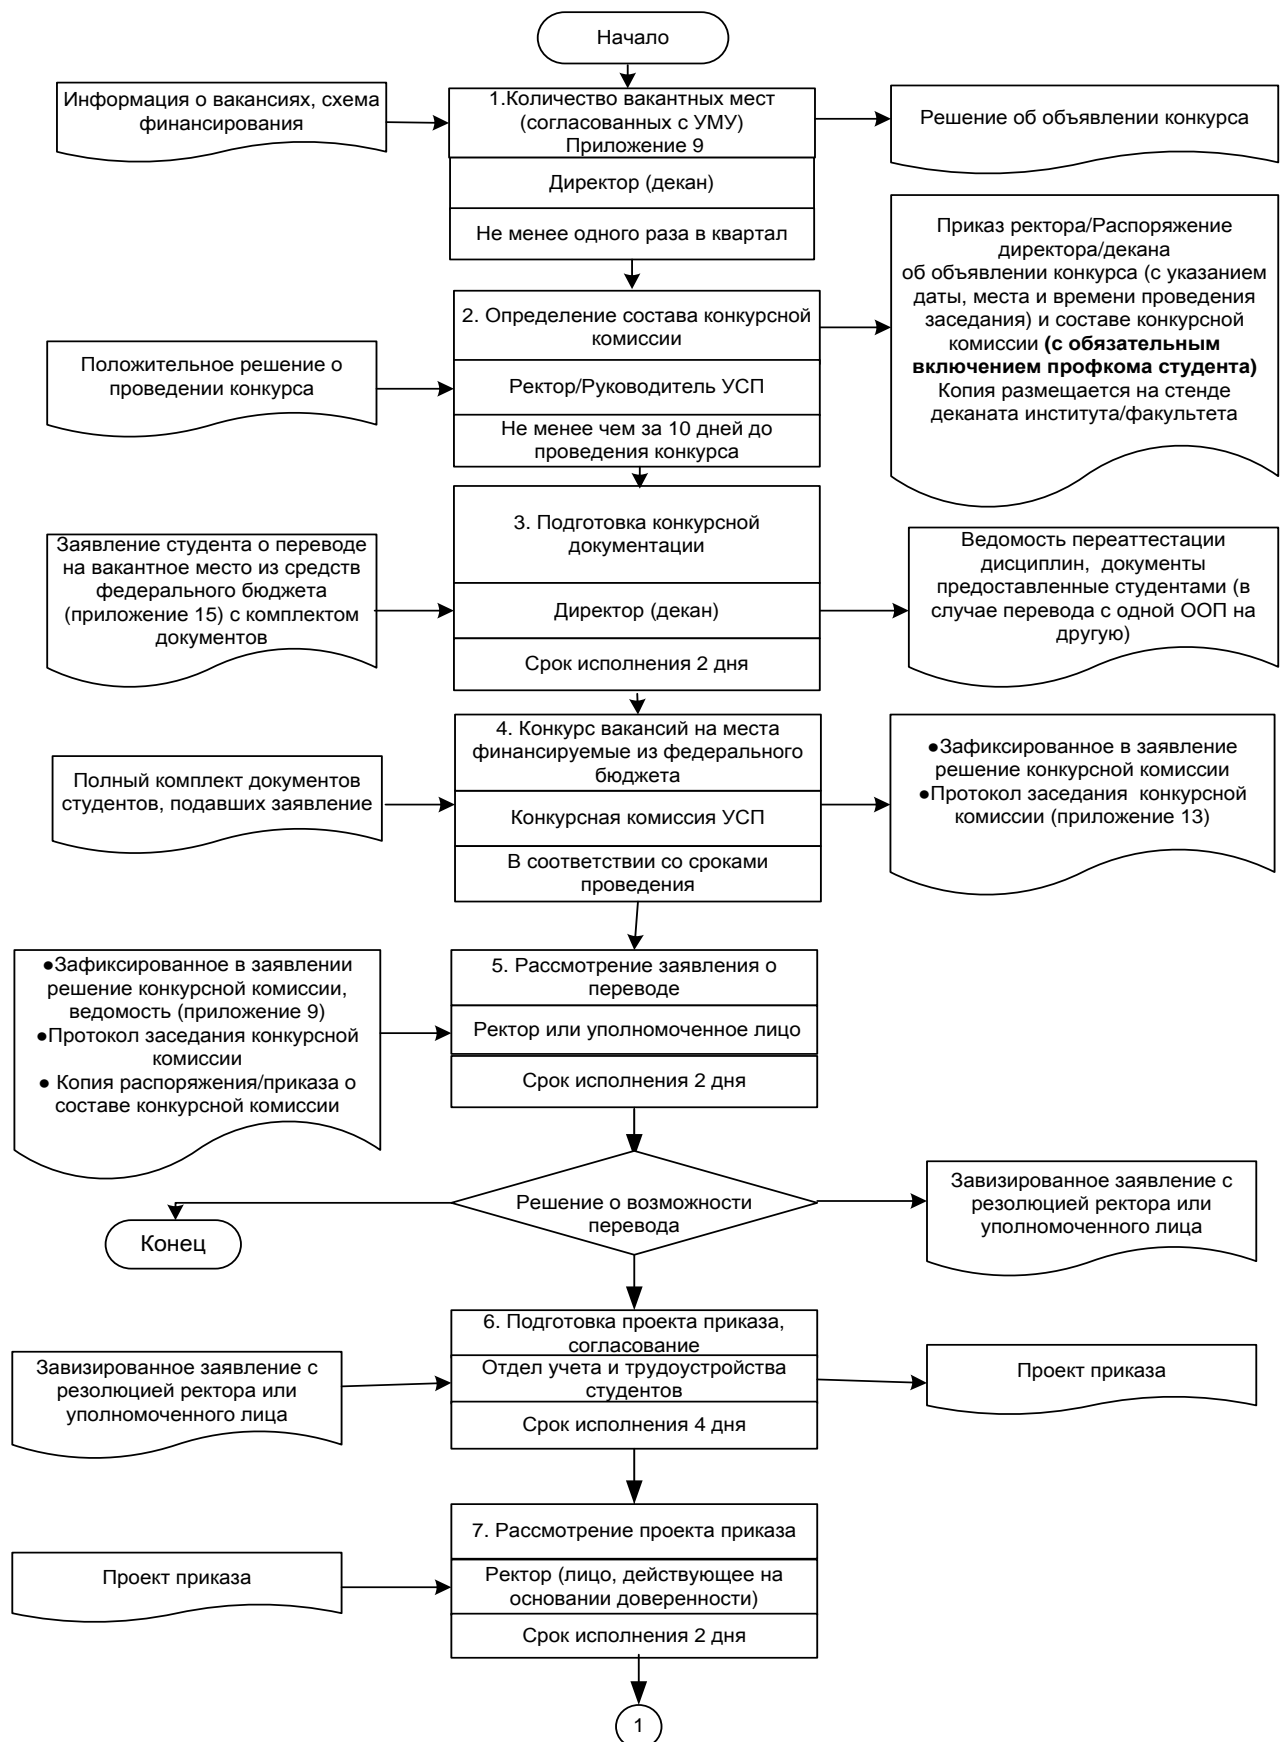 Начало
Информация о вакансиях, схема
финансирования
1.Количество вакантных мест
(согласованных с УМУ)
Приложение 9
Директор (декан)
Не менее одного раза в квартал
Решение об объявлении конкурса
Положительное решение о
проведении конкурса
2. Определение состава конкурсной
комиссии
Ректор/Руководитель УСП
Не менее чем за 10 дней до
проведения конкурса
Приказ ректора/Распоряжение
директора/декана
об объявлении конкурса (с указанием
даты, места и времени проведения
заседания) и составе конкурсной
комиссии (с обязательным
включением профкома студента)
Копия размещается на стенде
деканата института/факультета
Заявление студента о переводе
на вакантное место из средств
федерального бюджета
(приложение 15) с комплектом
документов
3. Подготовка конкурсной
документации
Директор (декан)
Срок исполнения 2 дня
Ведомость переаттестации
дисциплин, документы
предоставленные студентами (в
случае перевода с одной ООП на
другую)
Полный комплект документов
студентов, подавших заявление
4. Конкурс вакансий на места
финансируемые из федерального
бюджета
Конкурсная комиссия УСП
В соответствии со сроками
проведения
●Зафиксированное в заявление
решение конкурсной комиссии
●Протокол заседания конкурсной
комиссии (приложение 13)
●Зафиксированное в заявлении
решение конкурсной комиссии,
ведомость (приложение 9)
●Протокол заседания конкурсной
комиссии
● Копия распоряжения/приказа о
составе конкурсной комиссии
5. Рассмотрение заявления о
переводе
Ректор или уполномоченное лицо
Срок исполнения 2 дня
Решение о возможности
перевода
Конец
Завизированное заявление с
резолюцией ректора или
уполномоченного лица
Завизированное заявление с
резолюцией ректора или
уполномоченного лица
6. Подготовка проекта приказа,
согласование
Отдел учета и трудоустройства
студентов
Срок исполнения 4 дня
Проект приказа
Проект приказа
7. Рассмотрение проекта приказа
Ректор (лицо, действующее на
основании доверенности)
Срок исполнения 2 дня
1